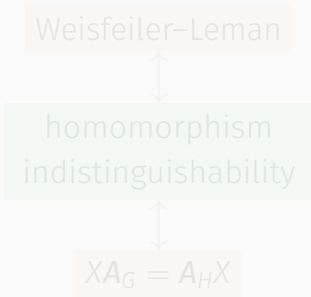 Weisfeiler–Leman
homomorphism
indistinguishability
XA_G = A_HX